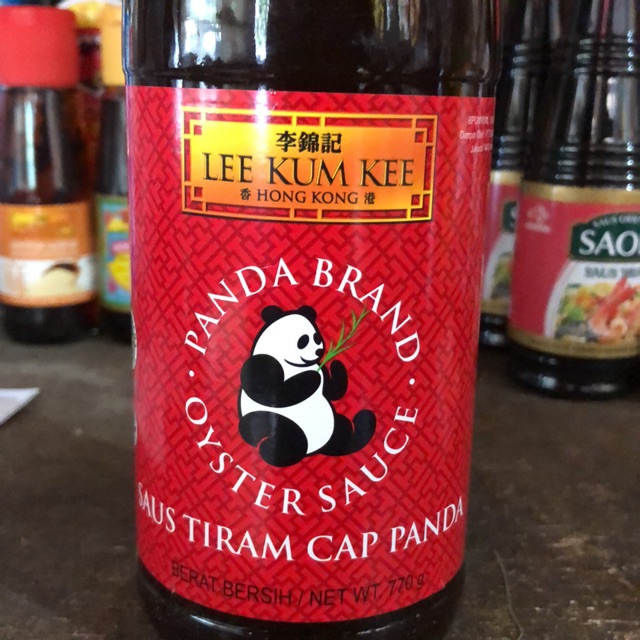 李錦記
LEE KUM KEE
香 HONG KONG 港
· PANDA BRAND ·
OYSTER SAUCE
SAUS TIRAM CAP PANDA
BERAT BERSIH / NET WT. 770 g
SAO